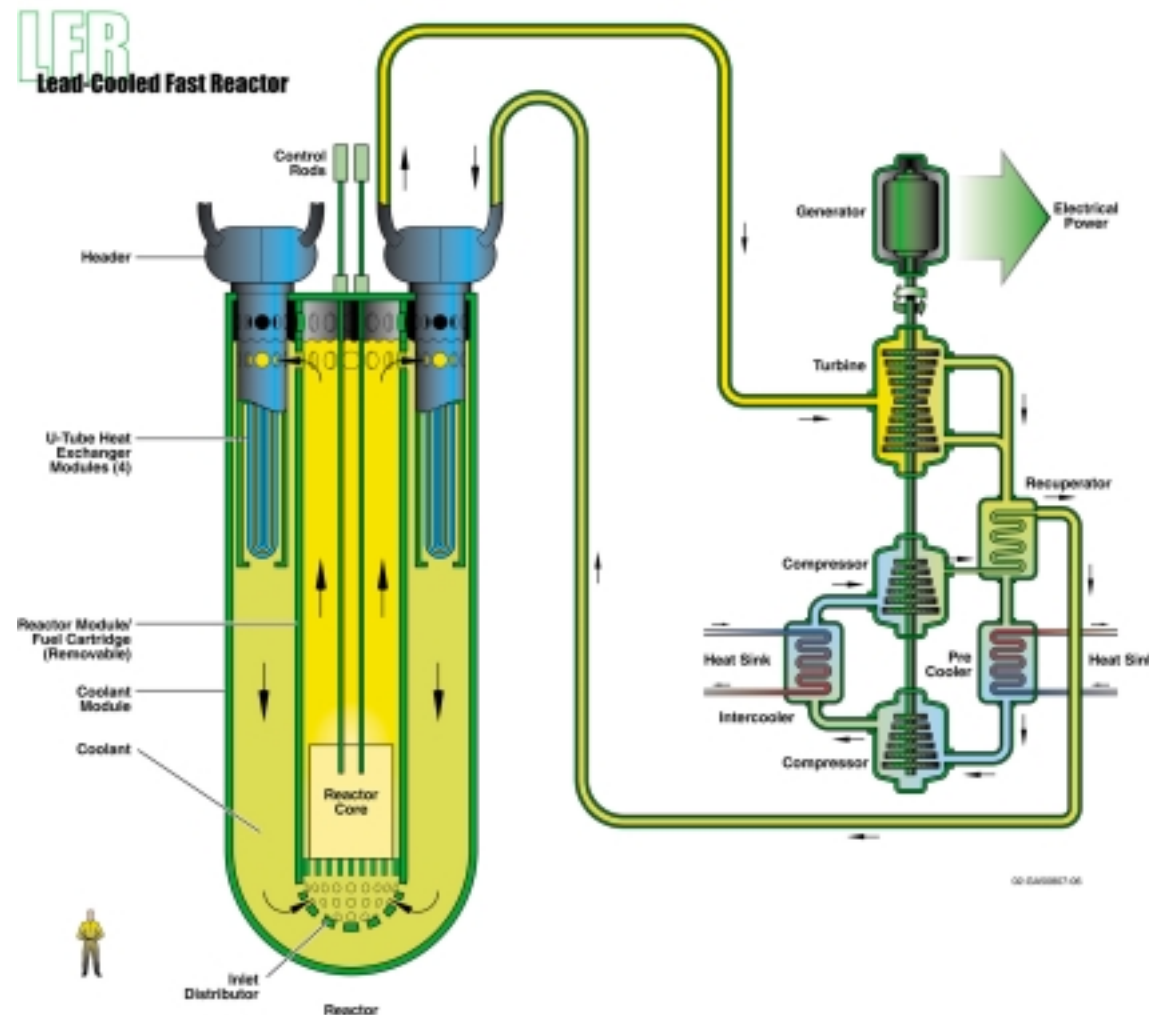 LFR
Lead-Cooled Fast Reactor
Control
Rods
Header
U-Tube Heat
Exchanger
Modules (4)
Reactor Module/
Fuel Cartridge
(Removable)
Coolant
Module
Coolant
Reactor
Core
Inlet
Distributor
Reactor
Generator
Electrical
Power
Turbine
Recuperator
Compressor
Heat Sink
Pre
Cooler
Heat Sin
Intercooler
Compressor